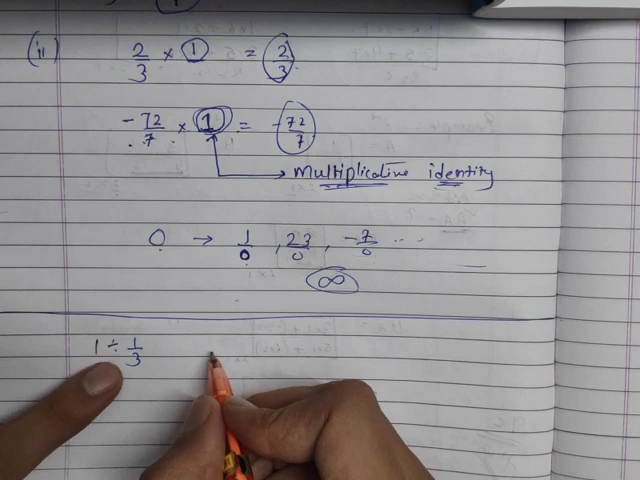 (ii) 2/3 × 1 = 2/3
-72/7 × 1 = -72/7
multiplicative identity
0 → 1/0 , 23/0 , -7/0 ...
∞
1 ÷ 1/3